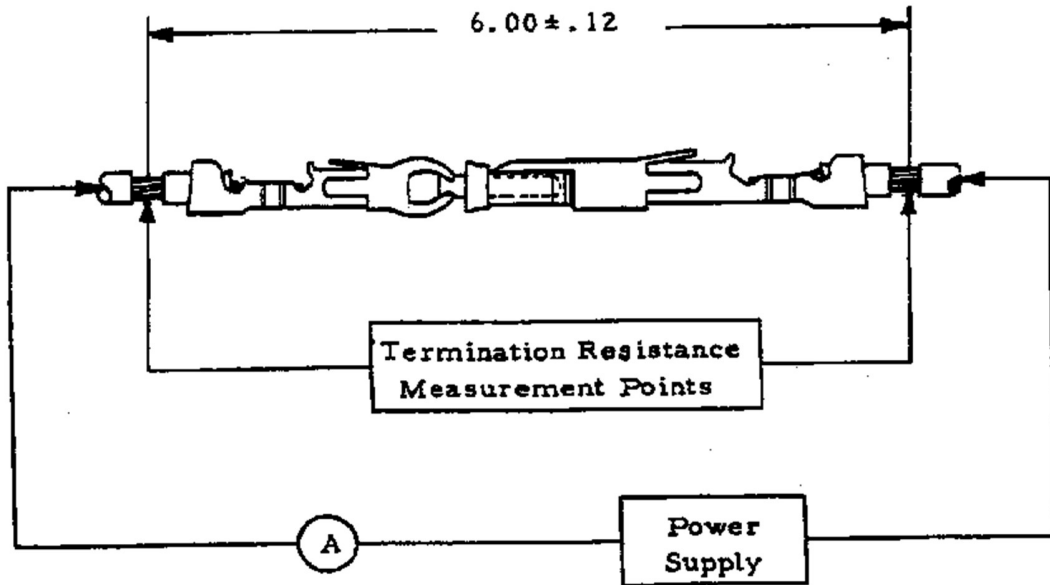 6.00±.12
Termination Resistance
Measurement Points
A
Power
Supply